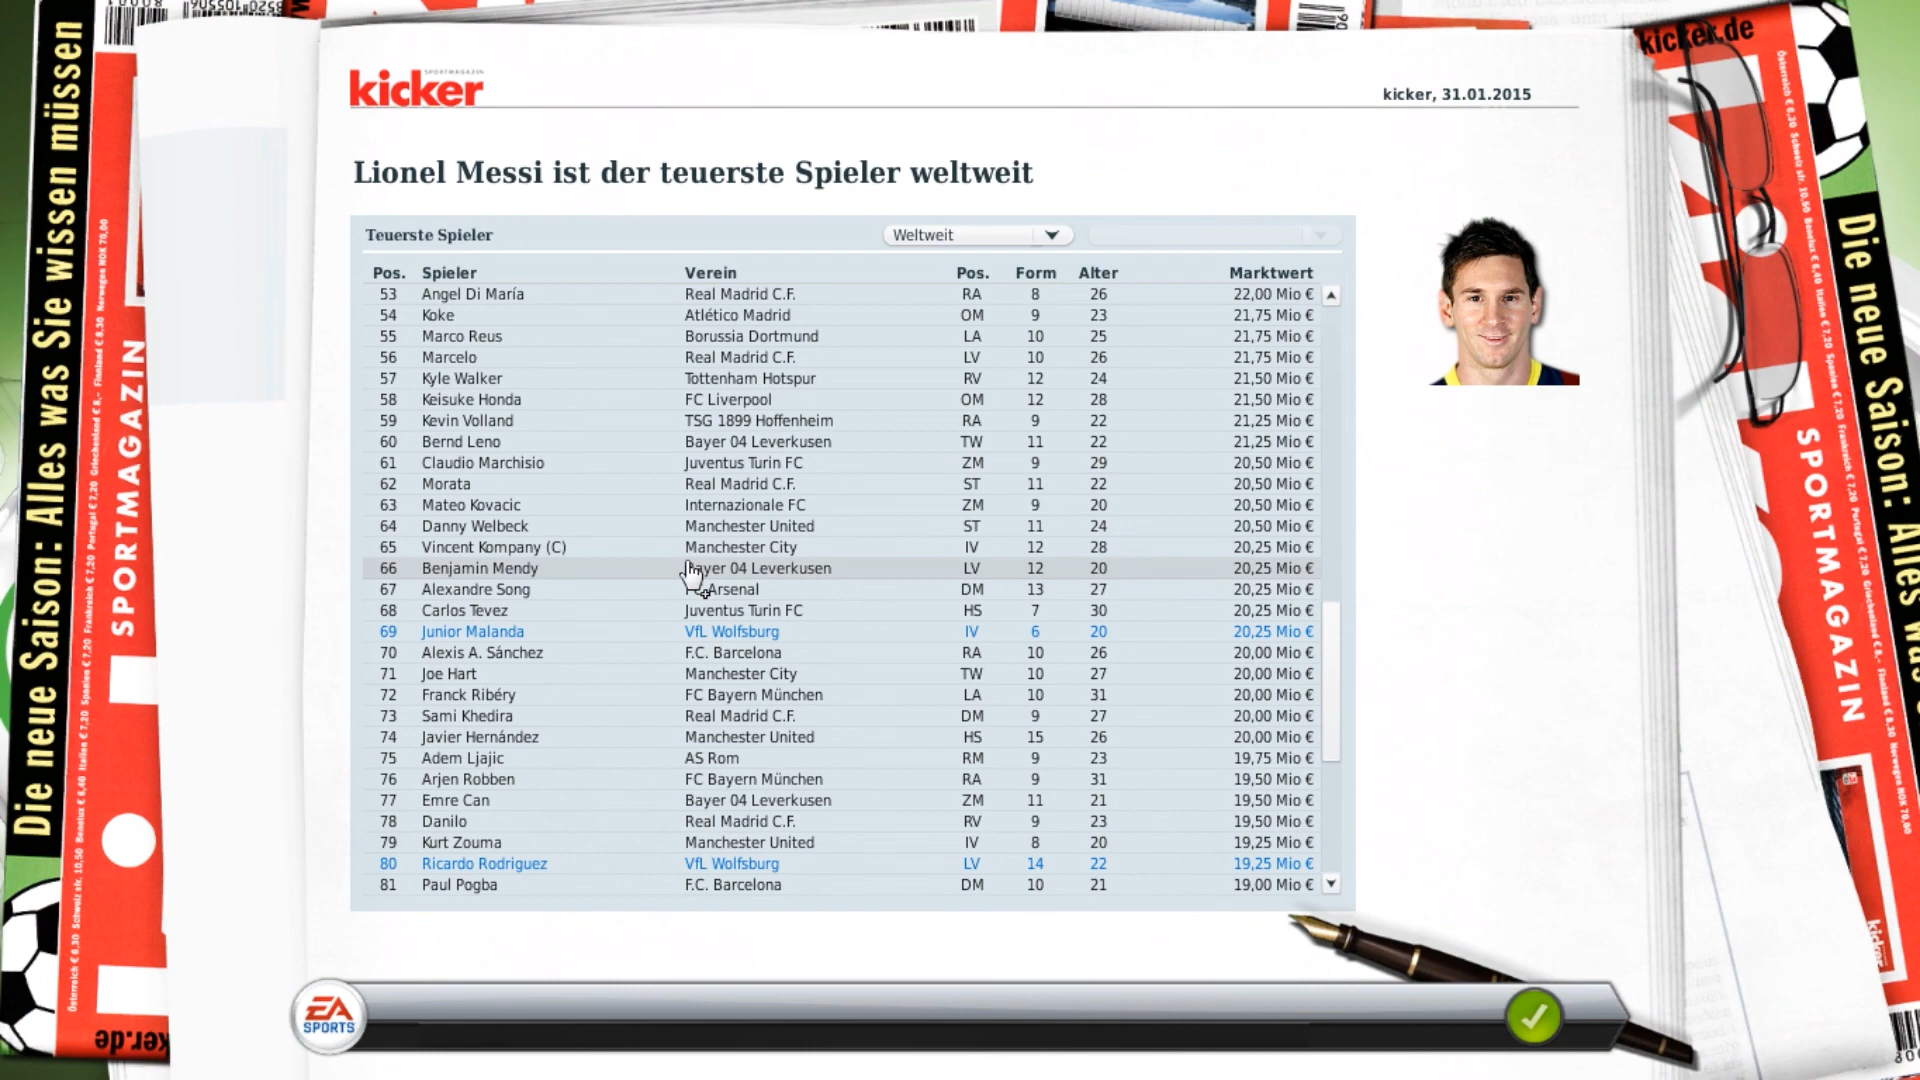 kicker
SPORTMAGAZIN
kicker, 31.01.2015
Lionel Messi ist der teuerste Spieler weltweit
Teuerste Spieler Weltweit
Pos. Spieler Verein Pos. Form Alter Marktwert
53 Angel Di María Real Madrid C.F. RA 8 26 22,00 Mio €
54 Koke Atlético Madrid OM 9 23 21,75 Mio €
55 Marco Reus Borussia Dortmund LA 10 25 21,75 Mio €
56 Marcelo Real Madrid C.F. LV 10 26 21,75 Mio €
57 Kyle Walker Tottenham Hotspur RV 12 24 21,50 Mio €
58 Keisuke Honda FC Liverpool OM 12 28 21,50 Mio €
59 Kevin Volland TSG 1899 Hoffenheim RA 9 22 21,25 Mio €
60 Bernd Leno Bayer 04 Leverkusen TW 11 22 21,25 Mio €
61 Claudio Marchisio Juventus Turin FC ZM 9 29 20,50 Mio €
62 Morata Real Madrid C.F. ST 11 22 20,50 Mio €
63 Mateo Kovacic Internazionale FC ZM 9 20 20,50 Mio €
64 Danny Welbeck Manchester United ST 11 24 20,50 Mio €
65 Vincent Kompany (C) Manchester City IV 12 28 20,25 Mio €
66 Benjamin Mendy Bayer 04 Leverkusen LV 12 20 20,25 Mio €
67 Alexandre Song Arsenal DM 13 27 20,25 Mio €
68 Carlos Tevez Juventus Turin FC HS 7 30 20,25 Mio €
69 Junior Malanda VfL Wolfsburg IV 6 20 20,25 Mio €
70 Alexis A. Sánchez F.C. Barcelona RA 10 26 20,00 Mio €
71 Joe Hart Manchester City TW 10 27 20,00 Mio €
72 Franck Ribéry FC Bayern München LA 10 31 20,00 Mio €
73 Sami Khedira Real Madrid C.F. DM 9 27 20,00 Mio €
74 Javier Hernández Manchester United HS 15 26 20,00 Mio €
75 Adem Ljajic AS Rom RM 9 23 19,75 Mio €
76 Arjen Robben FC Bayern München RA 9 31 19,50 Mio €
77 Emre Can Bayer 04 Leverkusen ZM 11 21 19,50 Mio €
78 Danilo Real Madrid C.F. RV 9 23 19,50 Mio €
79 Kurt Zouma Manchester United IV 8 20 19,25 Mio €
80 Ricardo Rodriguez VfL Wolfsburg LV 14 22 19,25 Mio €
81 Paul Pogba F.C. Barcelona DM 10 21 19,00 Mio €
EA
SPORTS
Die neue Saison: Alles was Sie wissen müssen
SPORTMAGAZIN
kicker.de
Die neue Saison: Alles was
SPORTMAGAZIN
kicker